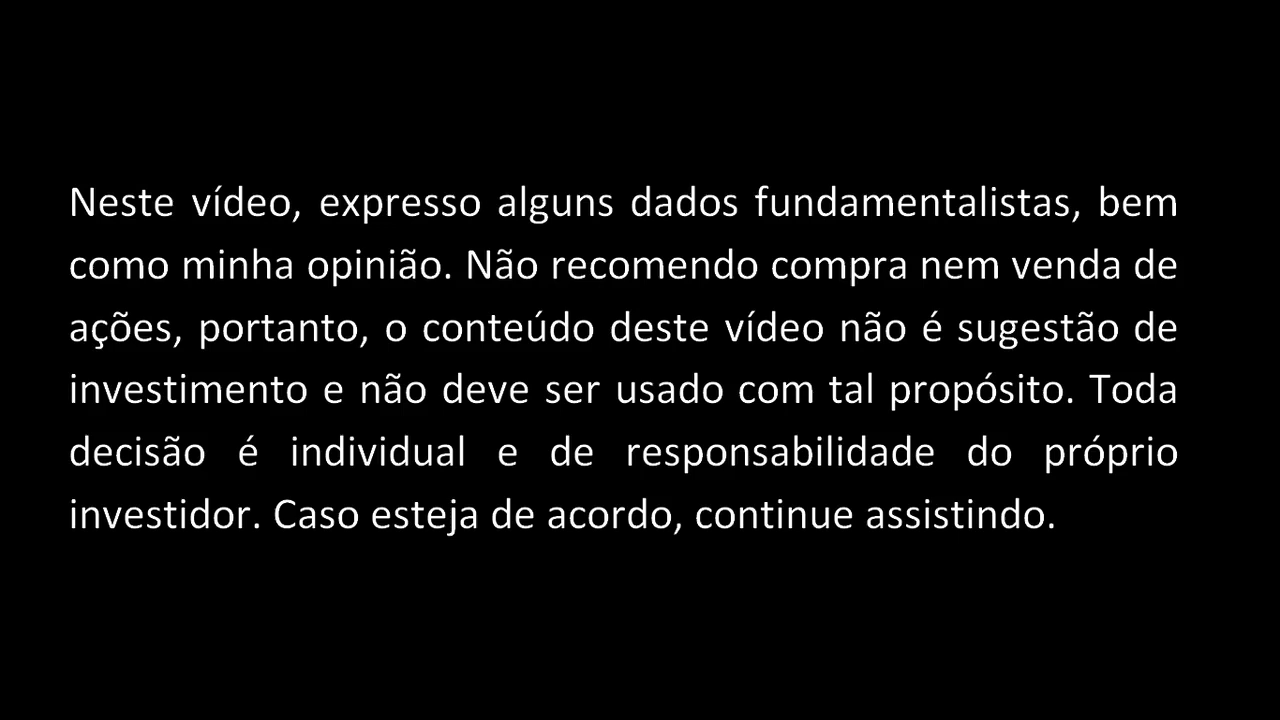 Neste vídeo, expresso alguns dados fundamentalistas, bem
como minha opinião. Não recomendo compra nem venda de
ações, portanto, o conteúdo deste vídeo não é sugestão de
investimento e não deve ser usado com tal propósito. Toda
decisão é individual e de responsabilidade do próprio
investidor. Caso esteja de acordo, continue assistindo.